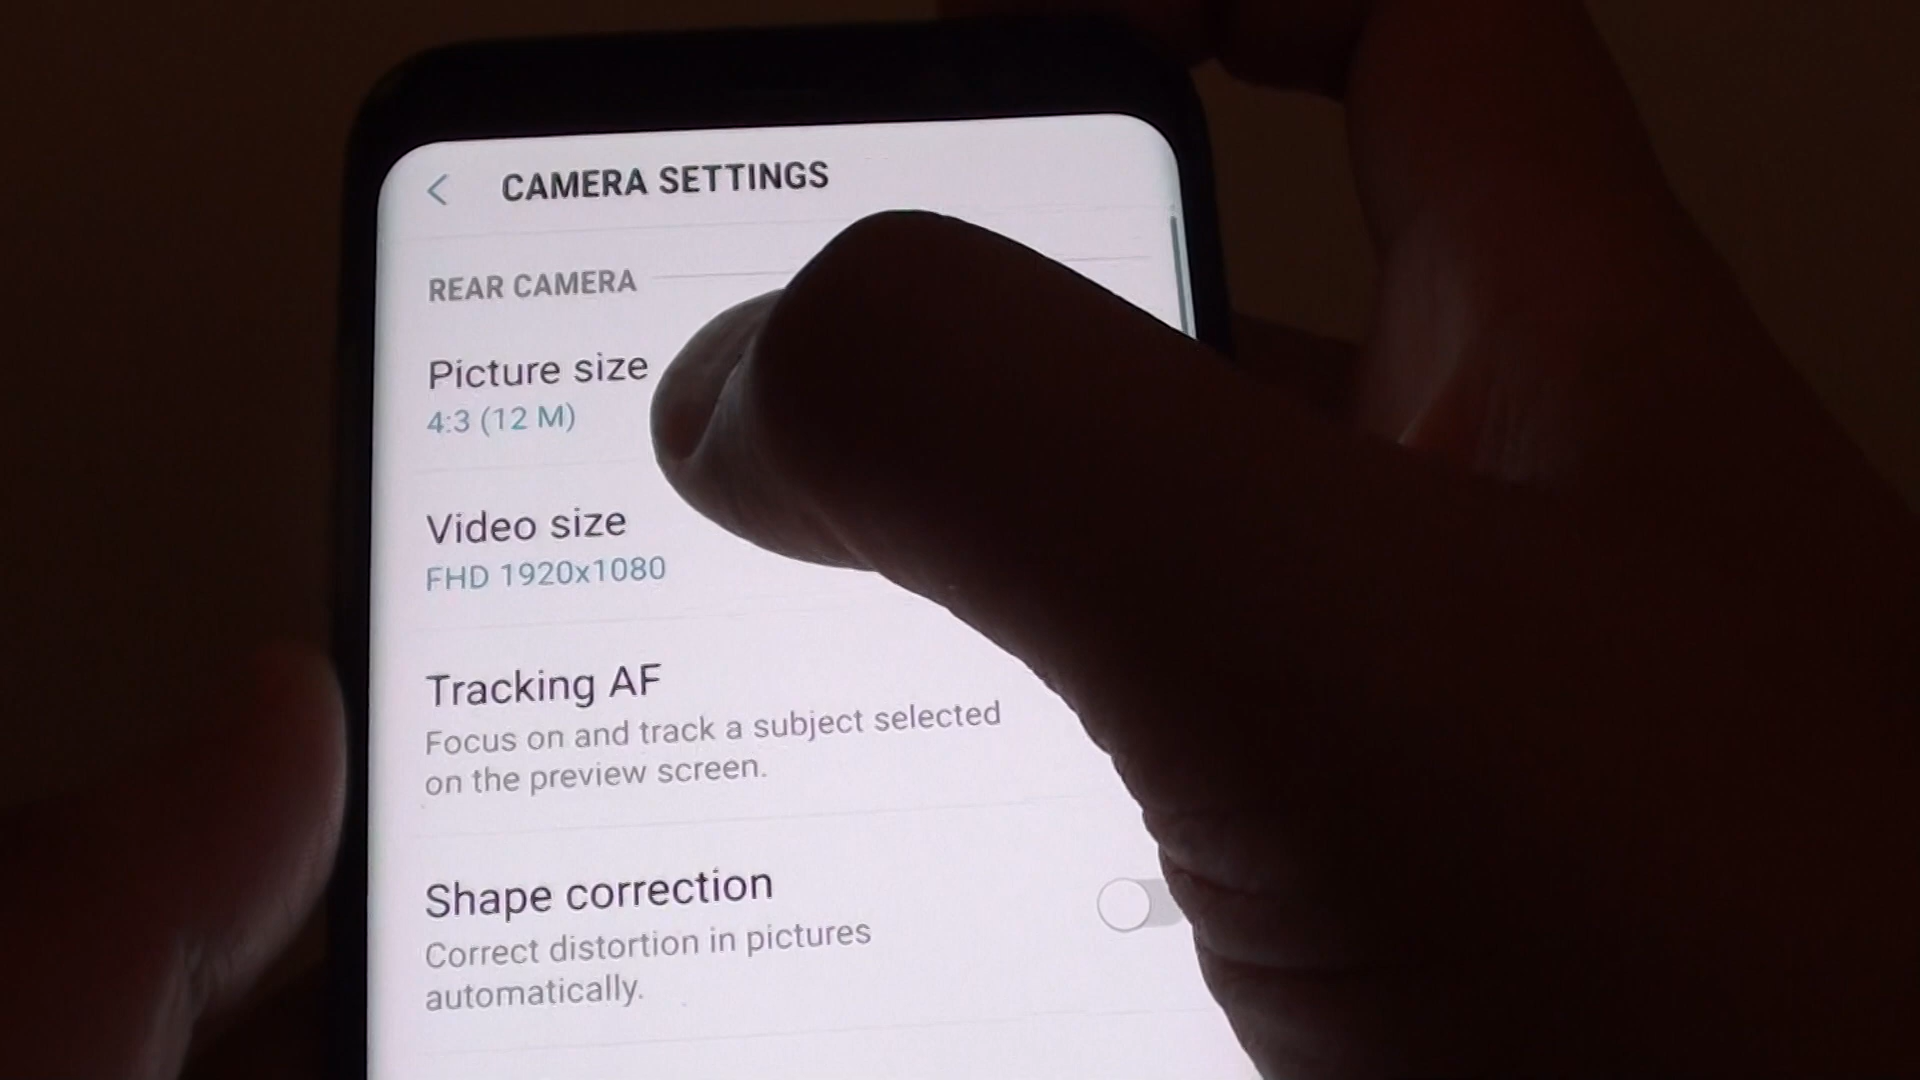 CAMERA SETTINGS
REAR CAMERA
Picture size
4:3 (12 M)
Video size
FHD 1920x1080
Tracking AF
Focus on and track a subject selected
on the preview screen.
Shape correction
Correct distortion in pictures
automatically.